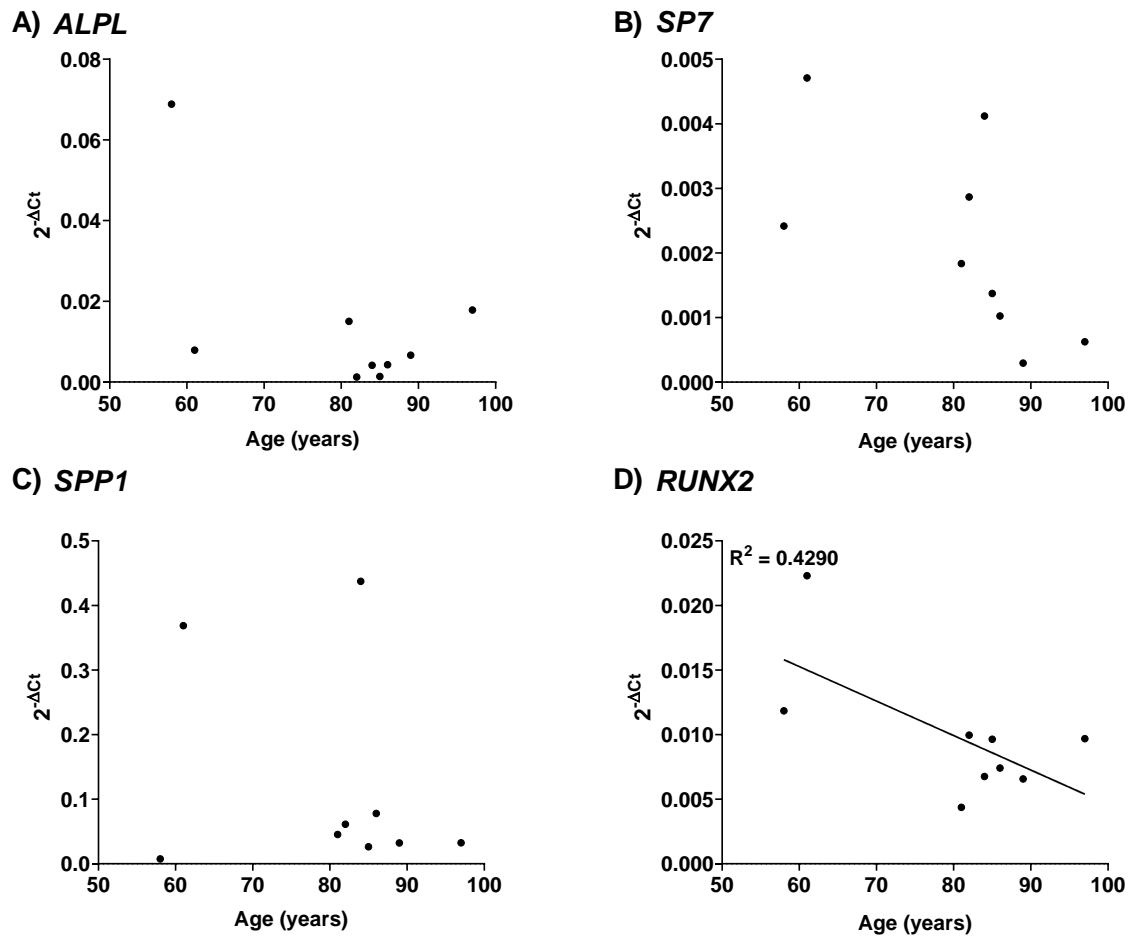 A) ALPL
0.08
0.06
0.04
0.02
0.00
2^-ΔCt
50 60 70 80 90 100
Age (years)
B) SP7
0.005
0.004
0.003
0.002
0.001
0.000
2^-ΔCt
50 60 70 80 90 100
Age (years)
C) SPP1
0.5
0.4
0.3
0.2
0.1
0.0
2^-ΔCt
50 60 70 80 90 100
Age (years)
D) RUNX2
0.025
0.020
0.015
0.010
0.005
0.000
R² = 0.4290
2^-ΔCt
50 60 70 80 90 100
Age (years)